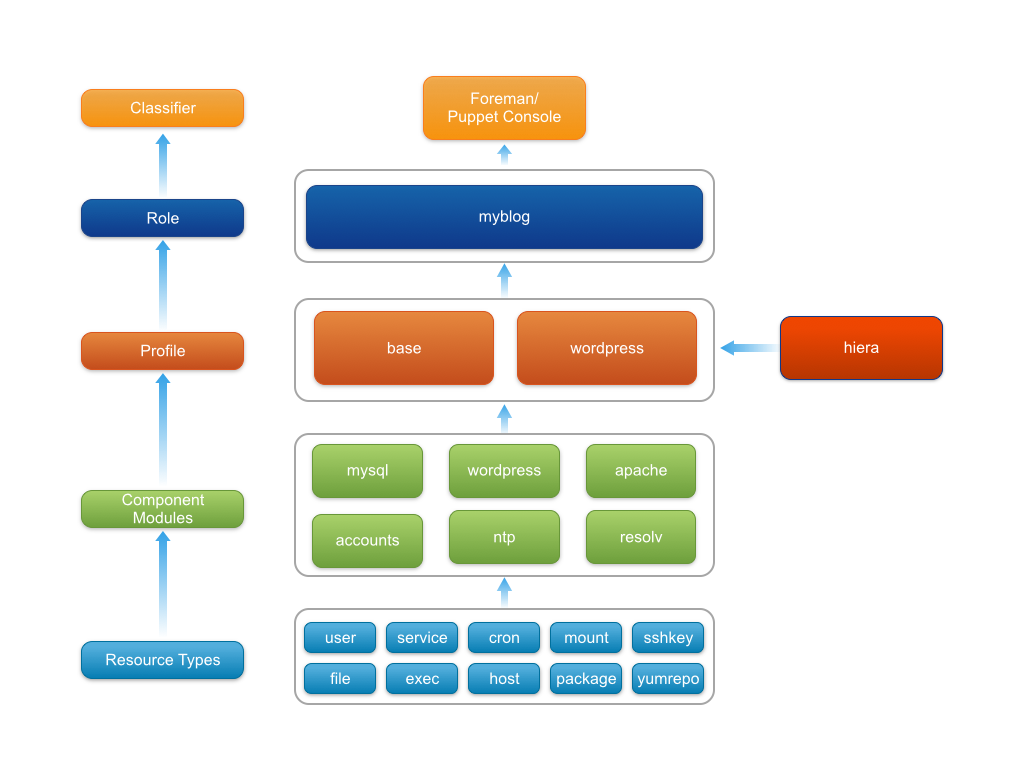 Classifier
Foreman/
Puppet Console
Role
myblog
Profile
base
wordpress
hiera
Component
Modules
mysql
wordpress
apache
accounts
ntp
resolv
Resource Types
user
service
cron
mount
sshkey
file
exec
host
package
yumrepo